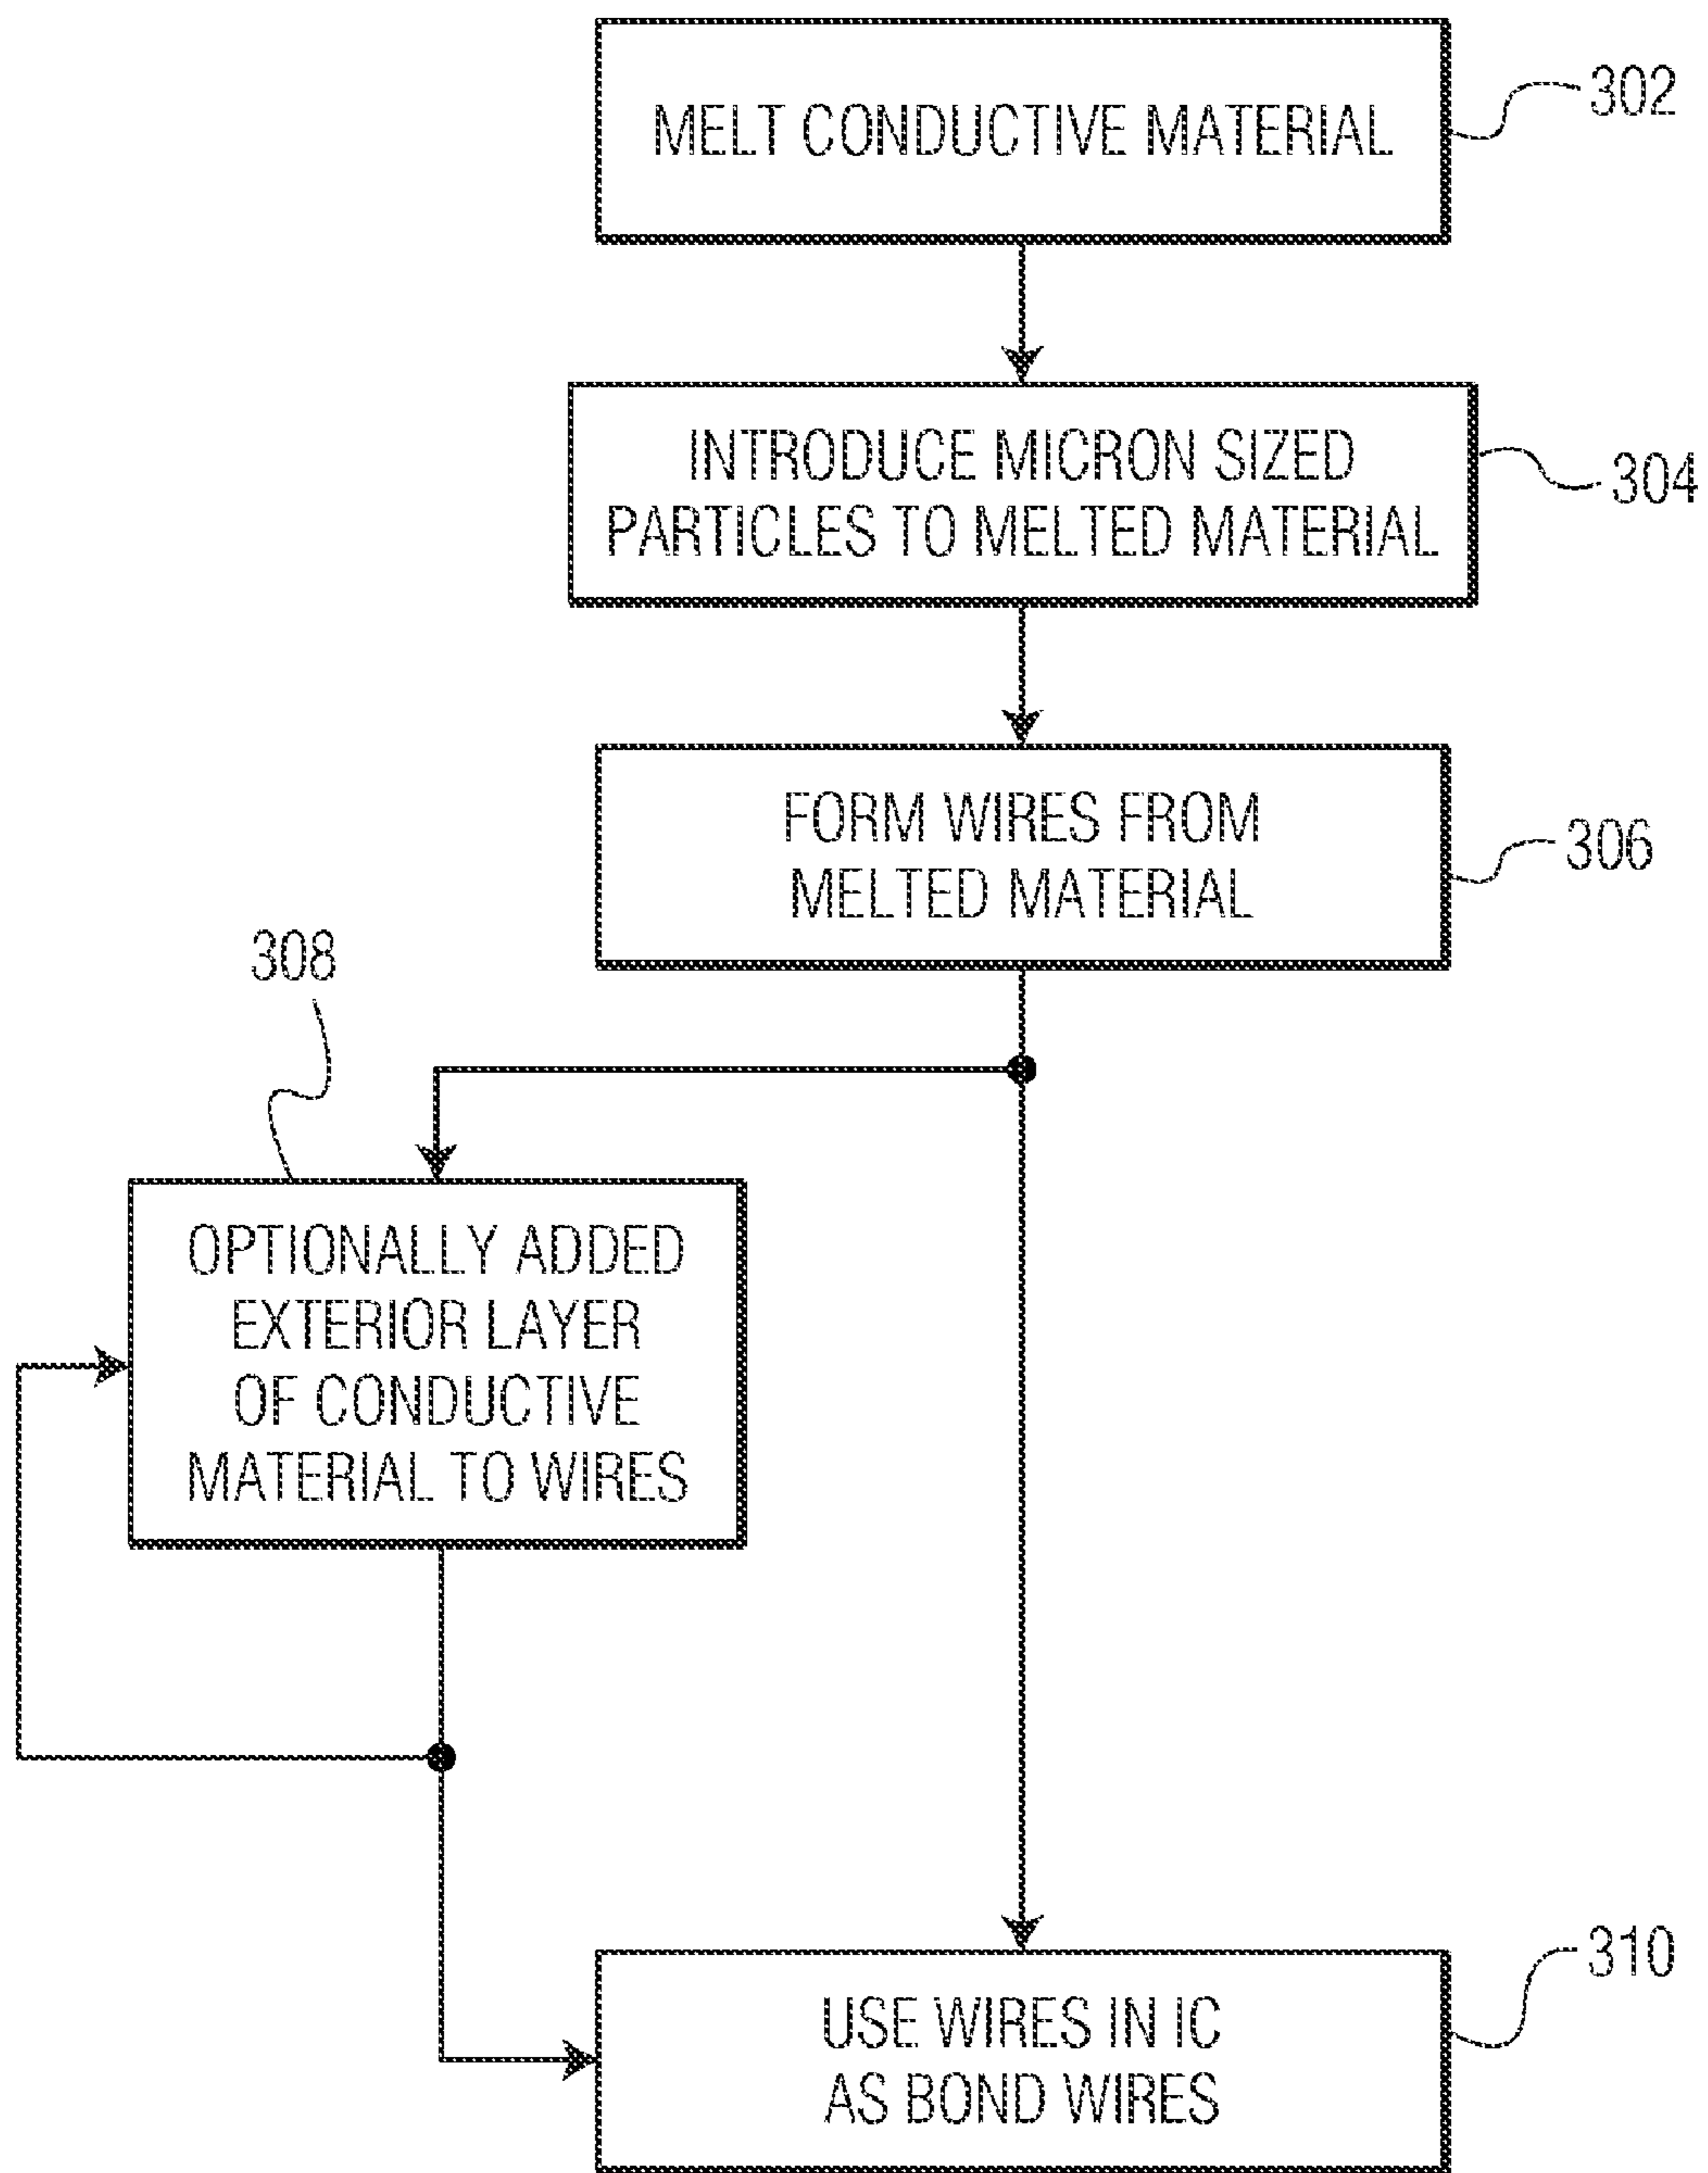 MELT CONDUCTIVE MATERIAL
302
INTRODUCE MICRON SIZED
PARTICLES TO MELTED MATERIAL
304
FORM WIRES FROM
MELTED MATERIAL
306
308
OPTIONALLY ADDED
EXTERIOR LAYER
OF CONDUCTIVE
MATERIAL TO WIRES
USE WIRES IN IC
AS BOND WIRES
310